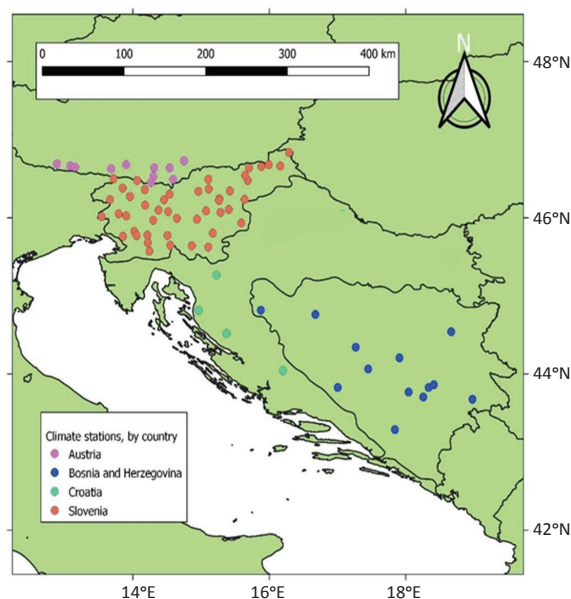 N
0 100 200 300 400 km
48°N
46°N
44°N
42°N
Climate stations, by country
Austria
Bosnia and Herzegovina
Croatia
Slovenia
14°E 16°E 18°E